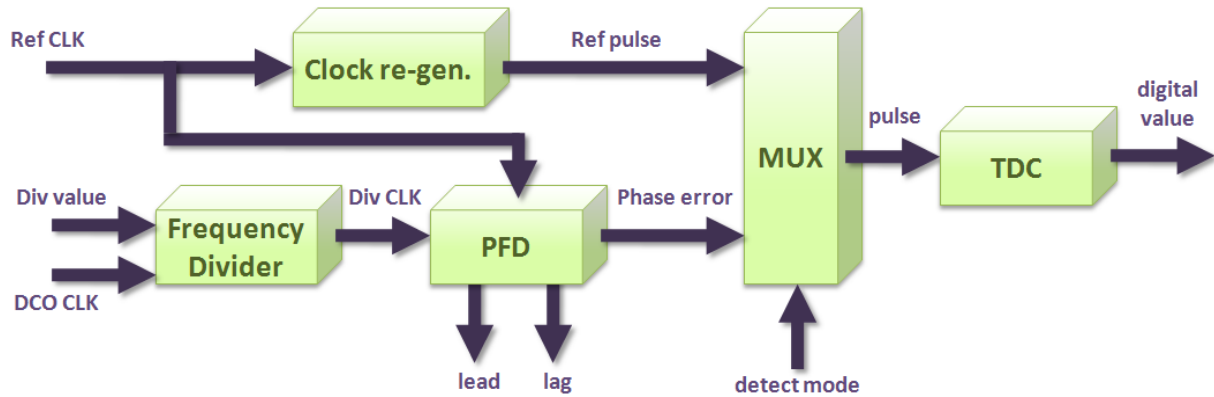 Ref CLK
Clock re-gen.
Ref pulse
MUX
pulse
TDC
digital
value
Div value
DCO CLK
Frequency
Divider
Div CLK
PFD
Phase error
lead
lag
detect mode